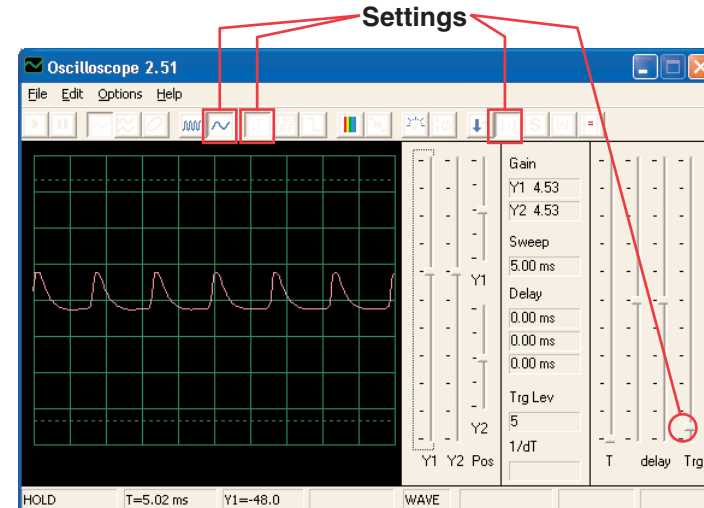 Settings
Oscilloscope 2.51
File Edit Options Help
Gain
Y1 4.53
Y2 4.53
Sweep
5.00 ms
Y1
Delay
0.00 ms
0.00 ms
0.00 ms
Trg Lev
5
Y2
1/dT
Y1 Y2 Pos
T delay Trg
HOLD T=5.02 ms Y1=-48.0 WAVE